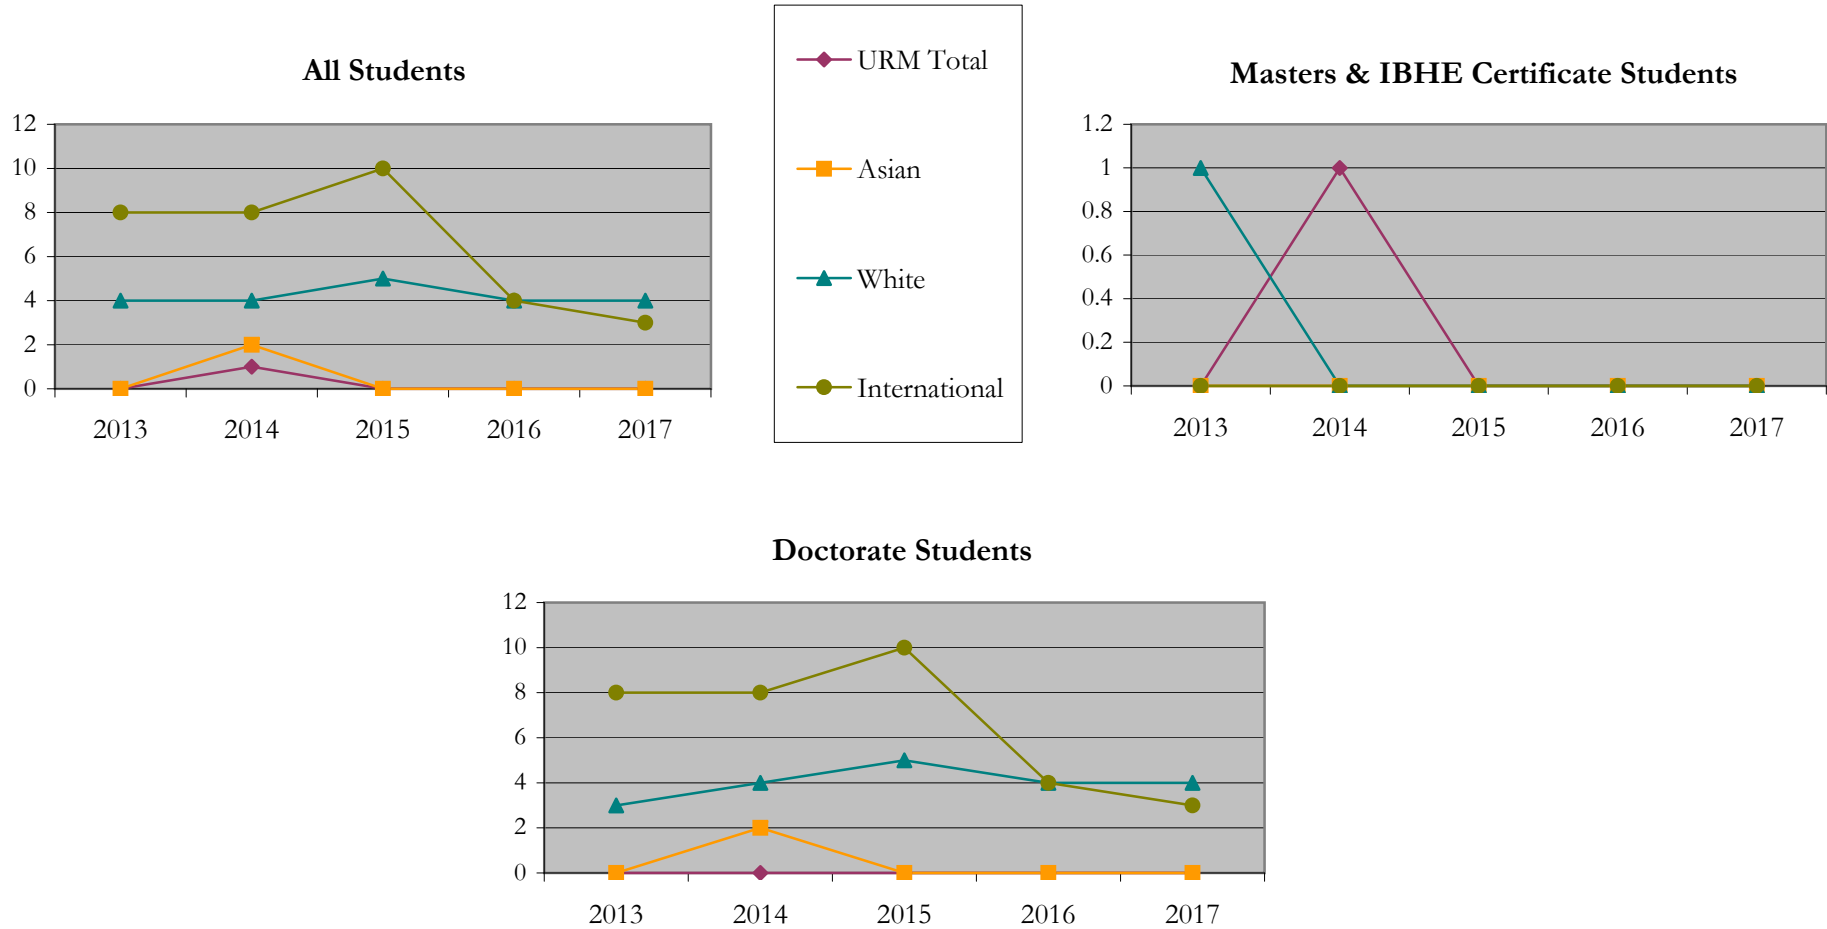 All Students
12
10
8
6
4
2
0
2013 2014 2015 2016 2017
URM Total
Asian
White
International
Masters & IBHE Certificate Students
1.2
1
0.8
0.6
0.4
0.2
0
2013 2014 2015 2016 2017
Doctorate Students
12
10
8
6
4
2
0
2013 2014 2015 2016 2017